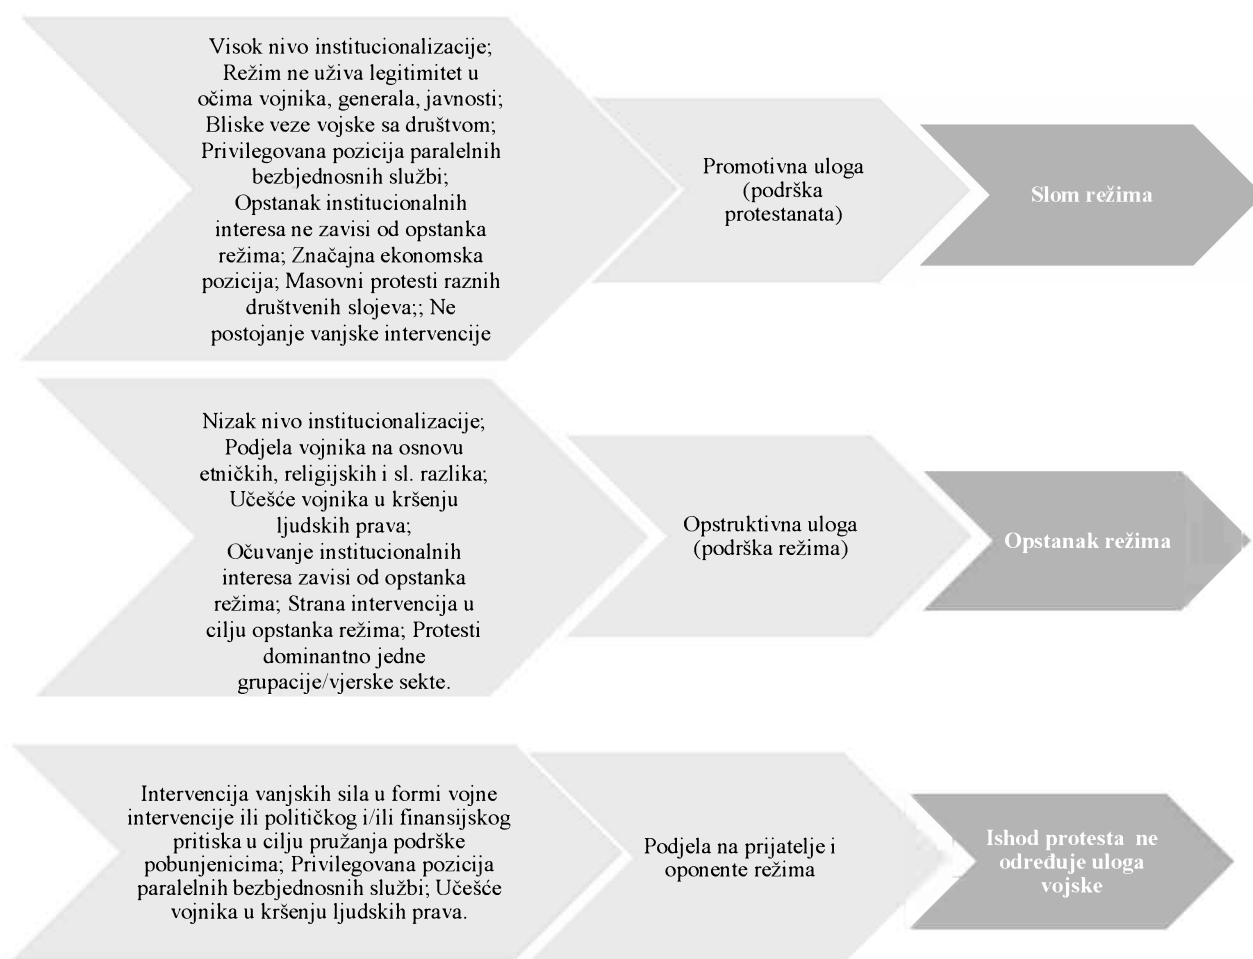 Visok nivo institucionalizacije;
Režim ne uživa legitimitet u
očima vojnika, generala, javnosti;
Bliske veze vojske sa društvom;
Privilegovana pozicija paralelnih
bezbjednosnih službi;
Opstanak institucionalnih
interesa ne zavisi od opstanka
režima; Značajna ekonomska
pozicija; Masovni protesti raznih
društvenih slojeva;; Ne
postojanje vanjske intervencije
Promotivna uloga
(podrška
protestanata)
Slom režima
Nizak nivo institucionalizacije;
Podjela vojnika na osnovu
etničkih, religijskih i sl. razlika;
Učešće vojnika u kršenju
ljudskih prava;
Očuvanje institucionalnih
interesa zavisi od opstanka
režima; Strana intervencija u
cilju opstanka režima; Protesti
dominantno jedne
grupacije/vjerske sekte.
Opstruktivna uloga
(podrška režima)
Opstanak režima
Intervencija vanjskih sila u formi vojne
intervencije ili političkog i/ili finansijskog
pritiska u cilju pružanja podrške
pobunjenicima; Privilegovana pozicija
paralelnih bezbjednosnih službi; Učešće
vojnika u kršenju ljudskih prava.
Podjela na prijatelje i
oponente režima
Ishod protesta ne
određuje uloga
vojske